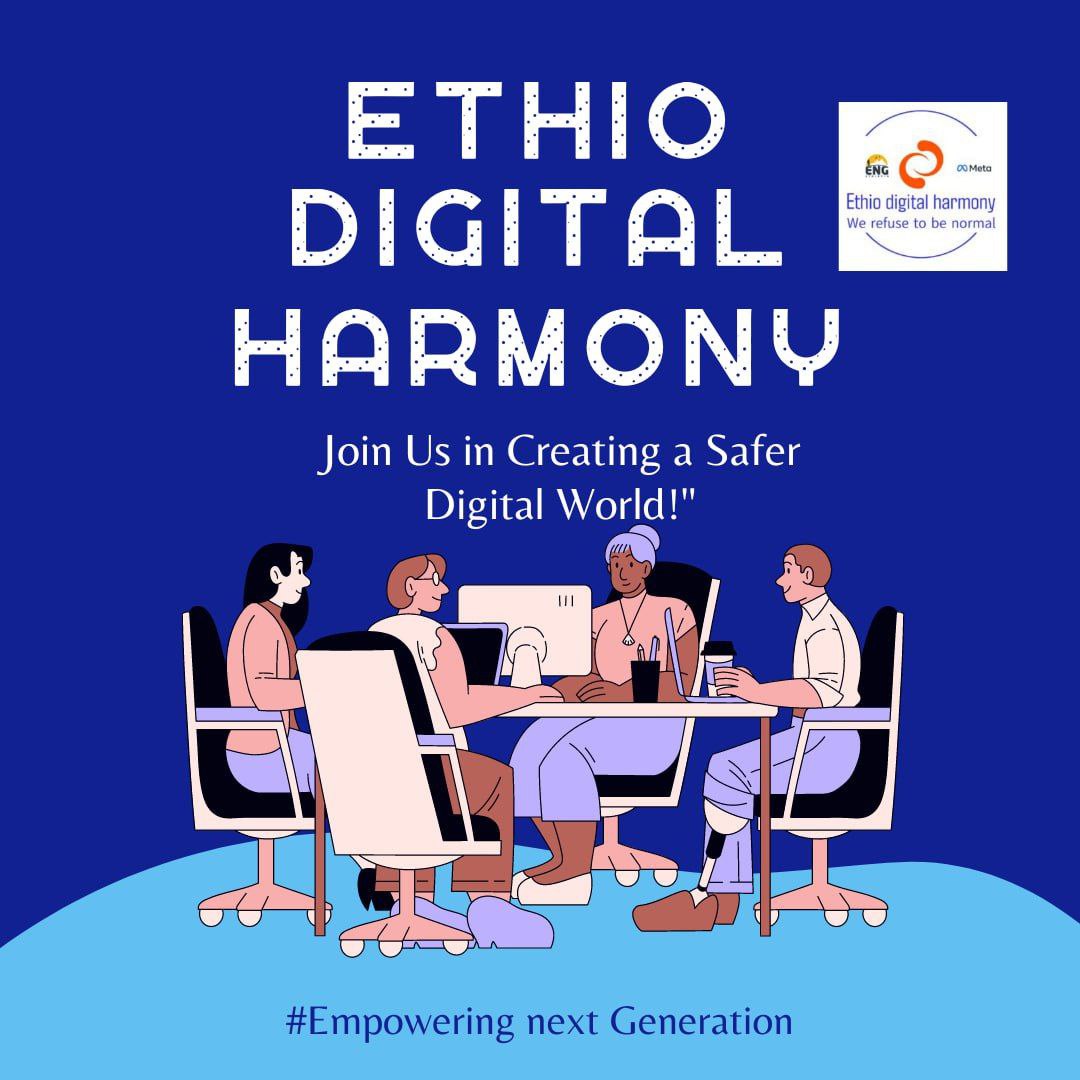 ETHIO
DIGITAL
HARMONY
ENG
Meta
Ethio digital harmony
We refuse to be normal
Join Us in Creating a Safer
Digital World!"
#Empowering next Generation